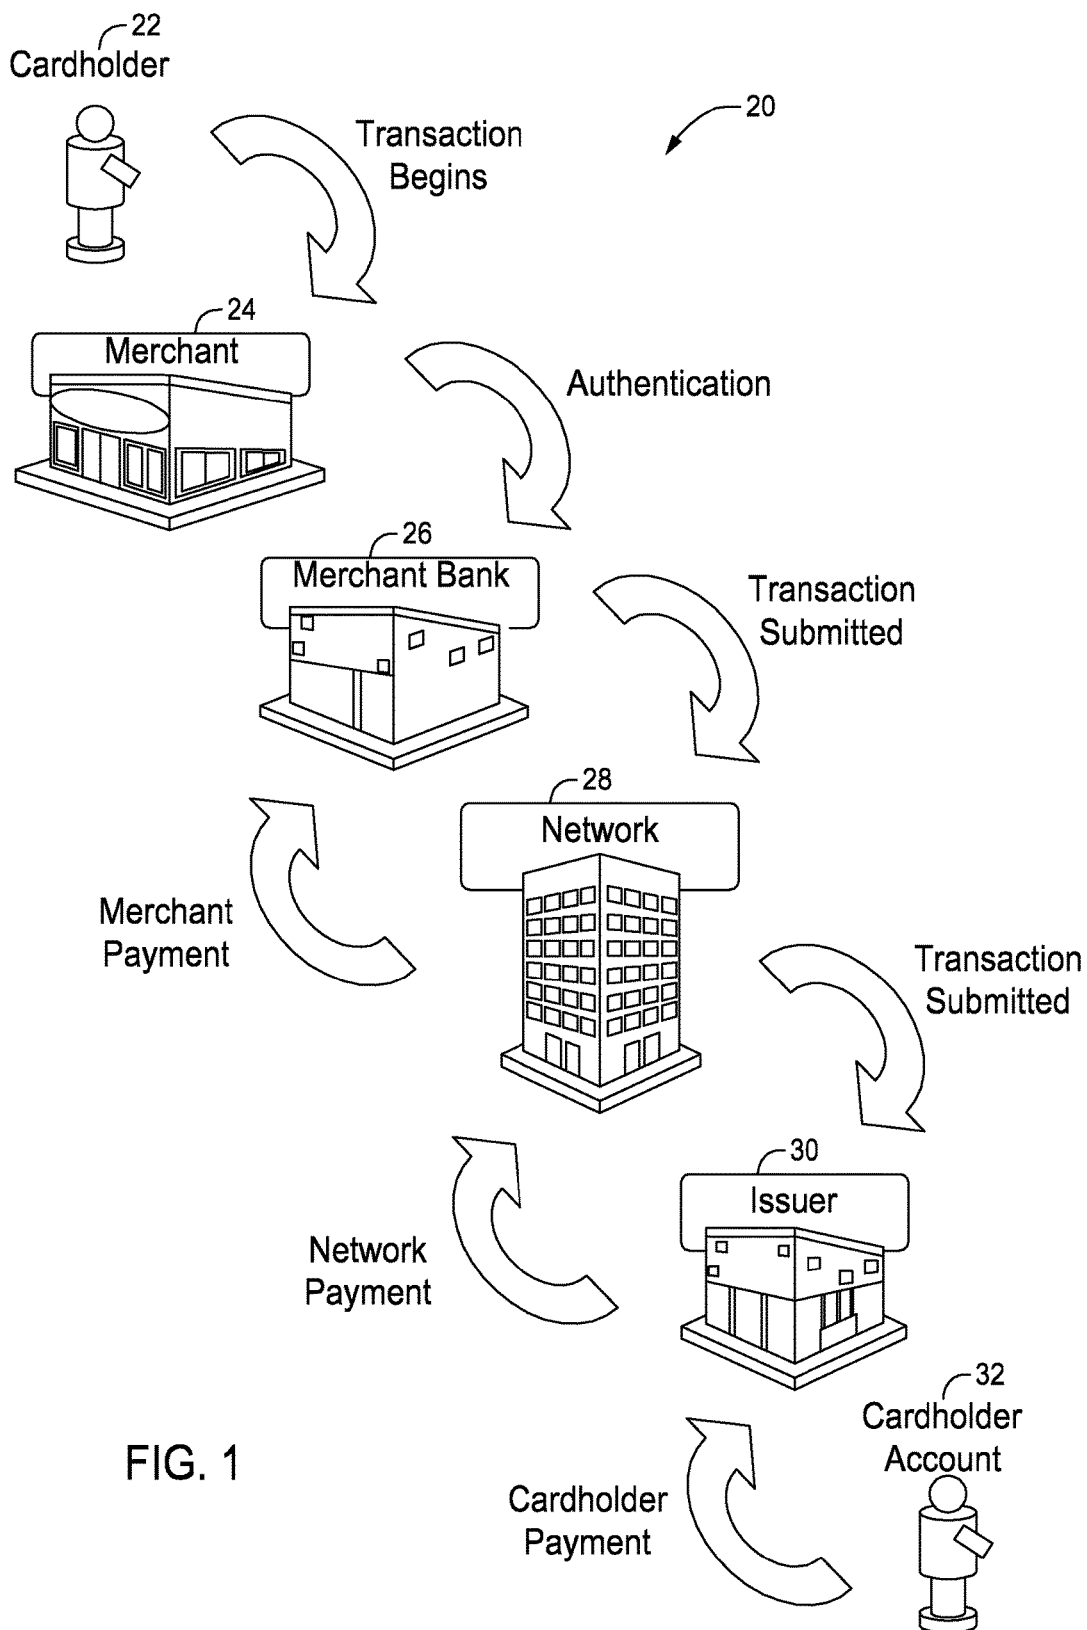 22
Cardholder
20
Transaction
Begins
24
Merchant
Authentication
26
Merchant Bank
Transaction
Submitted
28
Network
Merchant
Payment
Transaction
Submitted
30
Issuer
Network
Payment
32
Cardholder
Account
FIG. 1
Cardholder
Payment